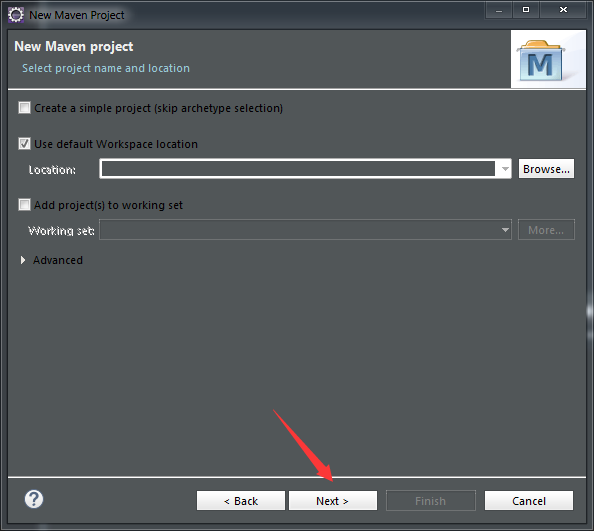 New Maven Project
New Maven project
Select project name and location
M
Create a simple project (skip archetype selection)
Use default Workspace location
Location:
Browse...
Add project(s) to working set
Working set:
More...
Advanced
?
< Back
Next >
Finish
Cancel